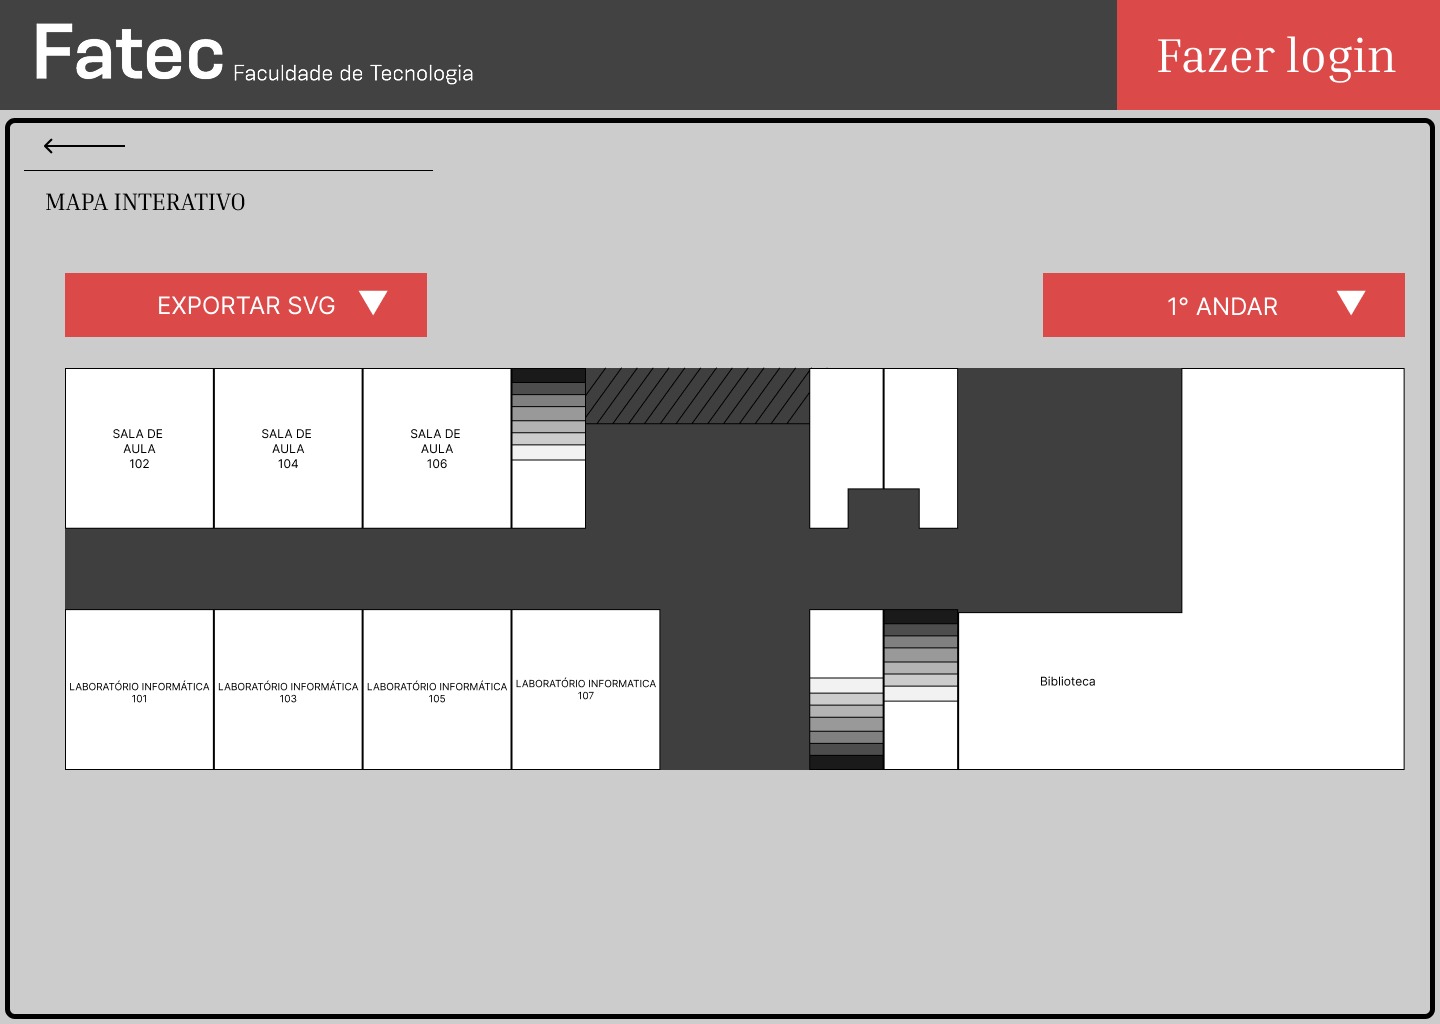 Fatec Faculdade de Tecnologia
Fazer login
MAPA INTERATIVO
EXPORTAR SVG
1° ANDAR
SALA DE
AULA
102
SALA DE
AULA
104
SALA DE
AULA
106
LABORATÓRIO INFORMÁTICA
101
LABORATÓRIO INFORMÁTICA
103
LABORATÓRIO INFORMÁTICA
105
LABORATÓRIO INFORMATICA
107
Biblioteca